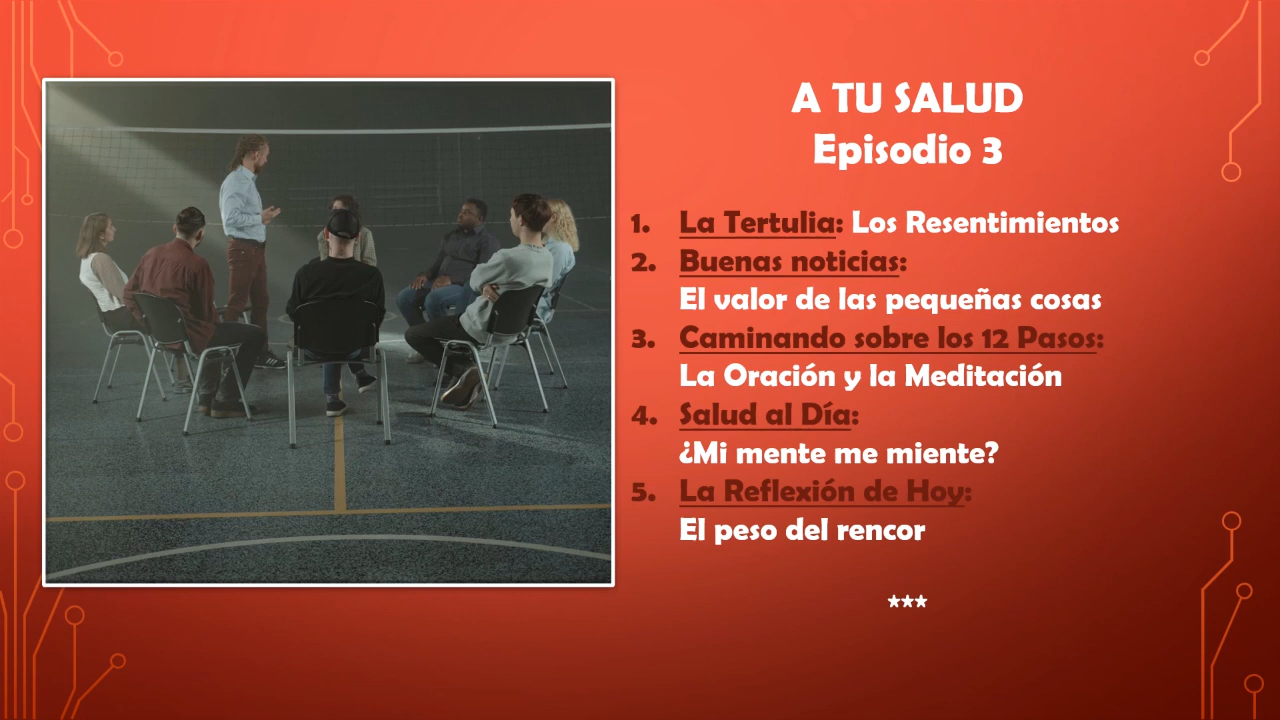 A TU SALUD
Episodio 3
1. La Tertulia: Los Resentimientos
2. Buenas noticias:
El valor de las pequeñas cosas
3. Caminando sobre los 12 Pasos:
La Oración y la Meditación
4. Salud al Día:
¿Mi mente me miente?
5. La Reflexión de Hoy:
El peso del rencor
***